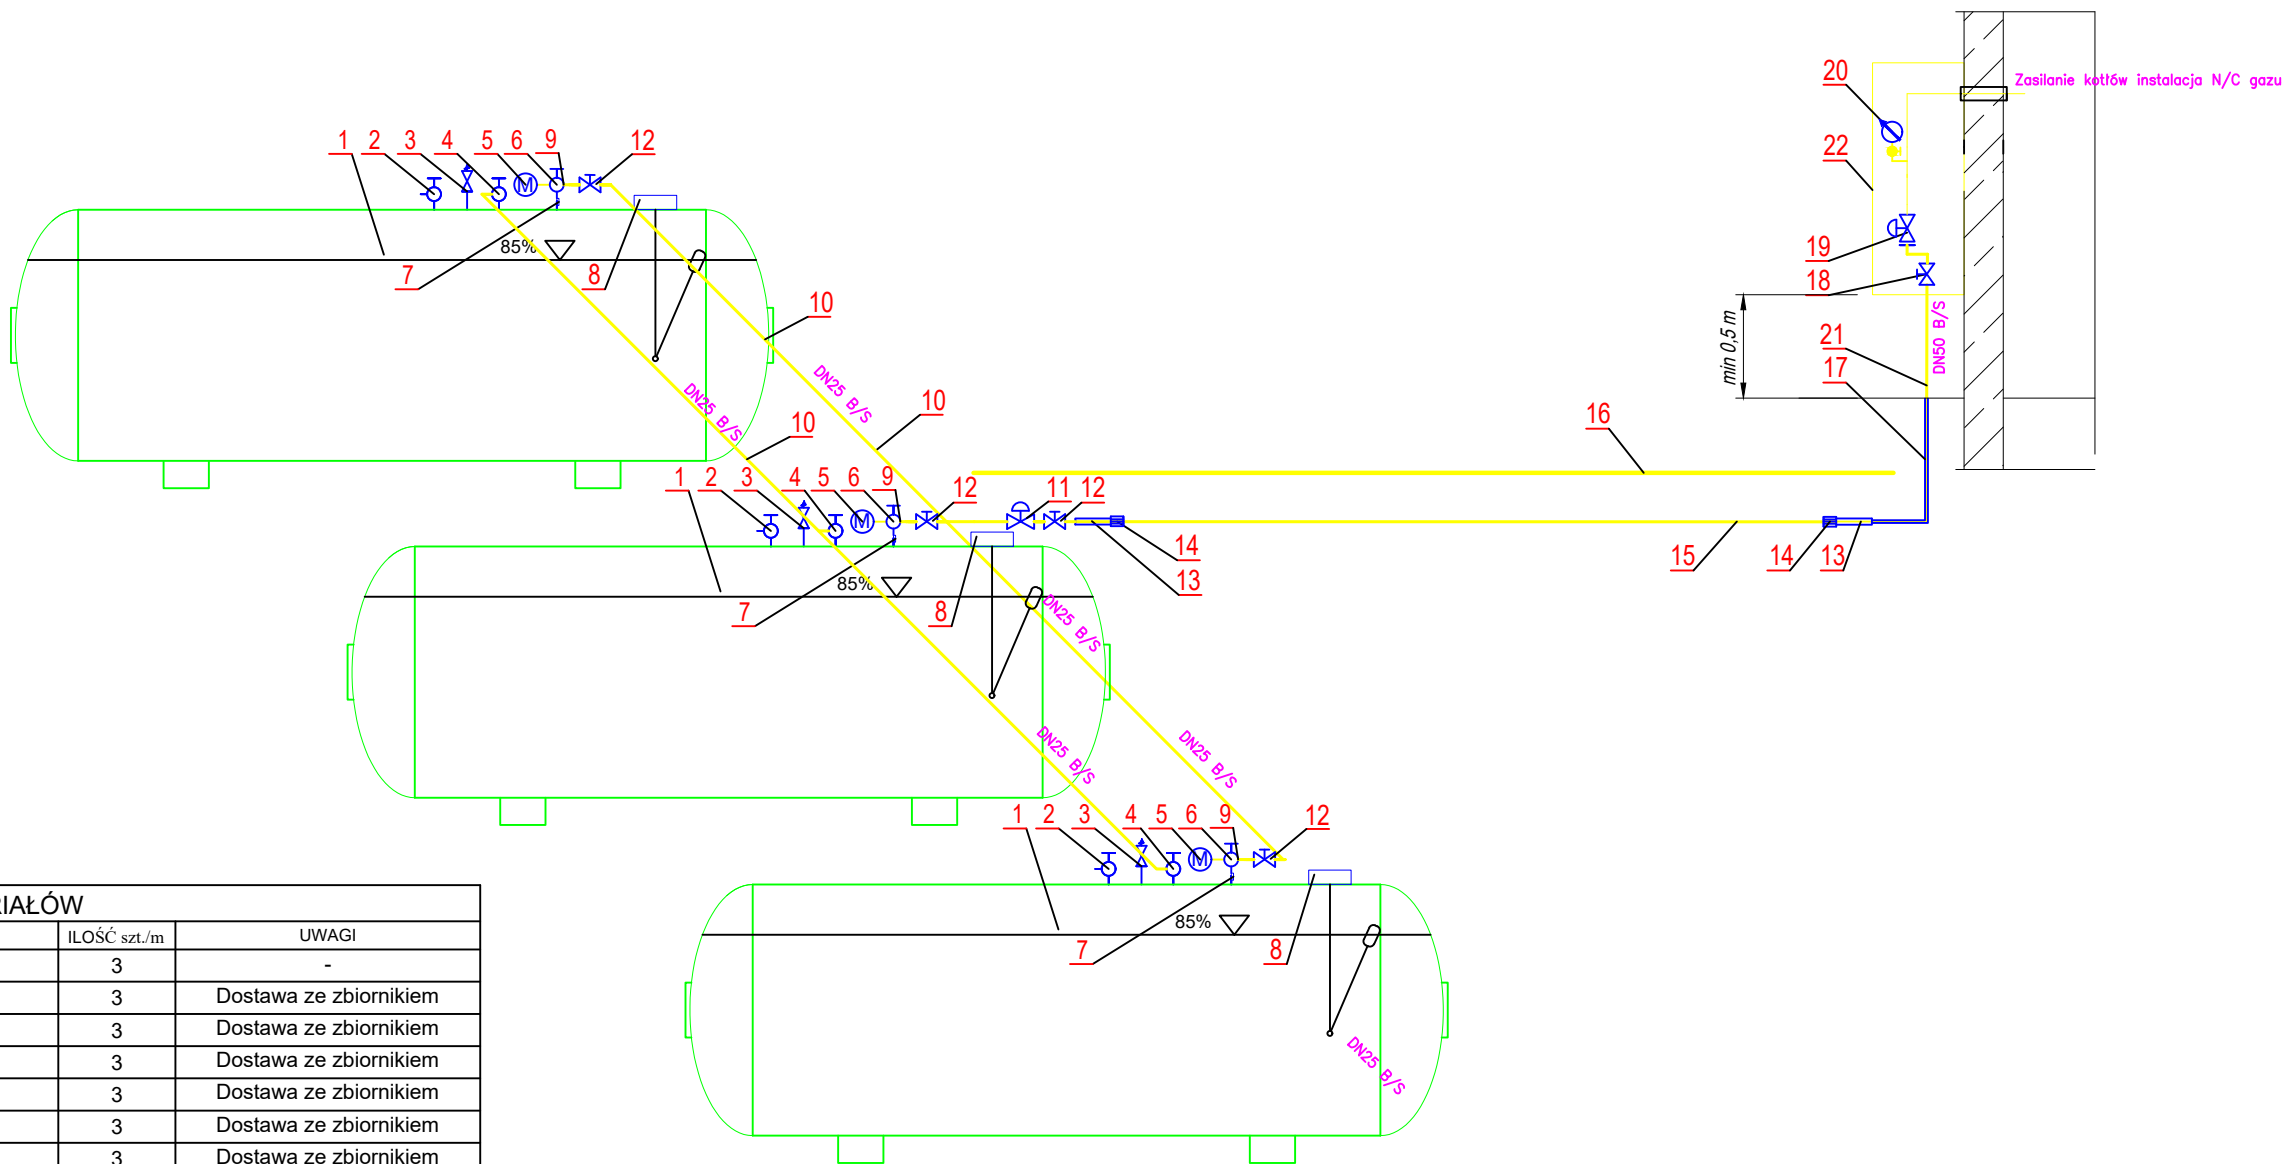 Zasilanie kotłów instalacja N/C gazu
20
22
19
18
min 0,5 m
21
17
DN50 B/S
1 2 3 4 5 6 9 12
85%
M
7
8
10
DN25 B/S
DN25 B/S
10
10
16
1 2 3 4 5 6 9 12 11 12
M
14
13
15
14
13
85%
7
8
DN25 B/S
DN25 B/S
DN25 B/S
1 2 3 4 5 6 9 12
M
85%
7
8
DN25 B/S
RIAŁÓW
ILOŚĆ szt./m UWAGI
3 -
3 Dostawa ze zbiornikiem
3 Dostawa ze zbiornikiem
3 Dostawa ze zbiornikiem
3 Dostawa ze zbiornikiem
3 Dostawa ze zbiornikiem
3 Dostawa ze zbiornikiem